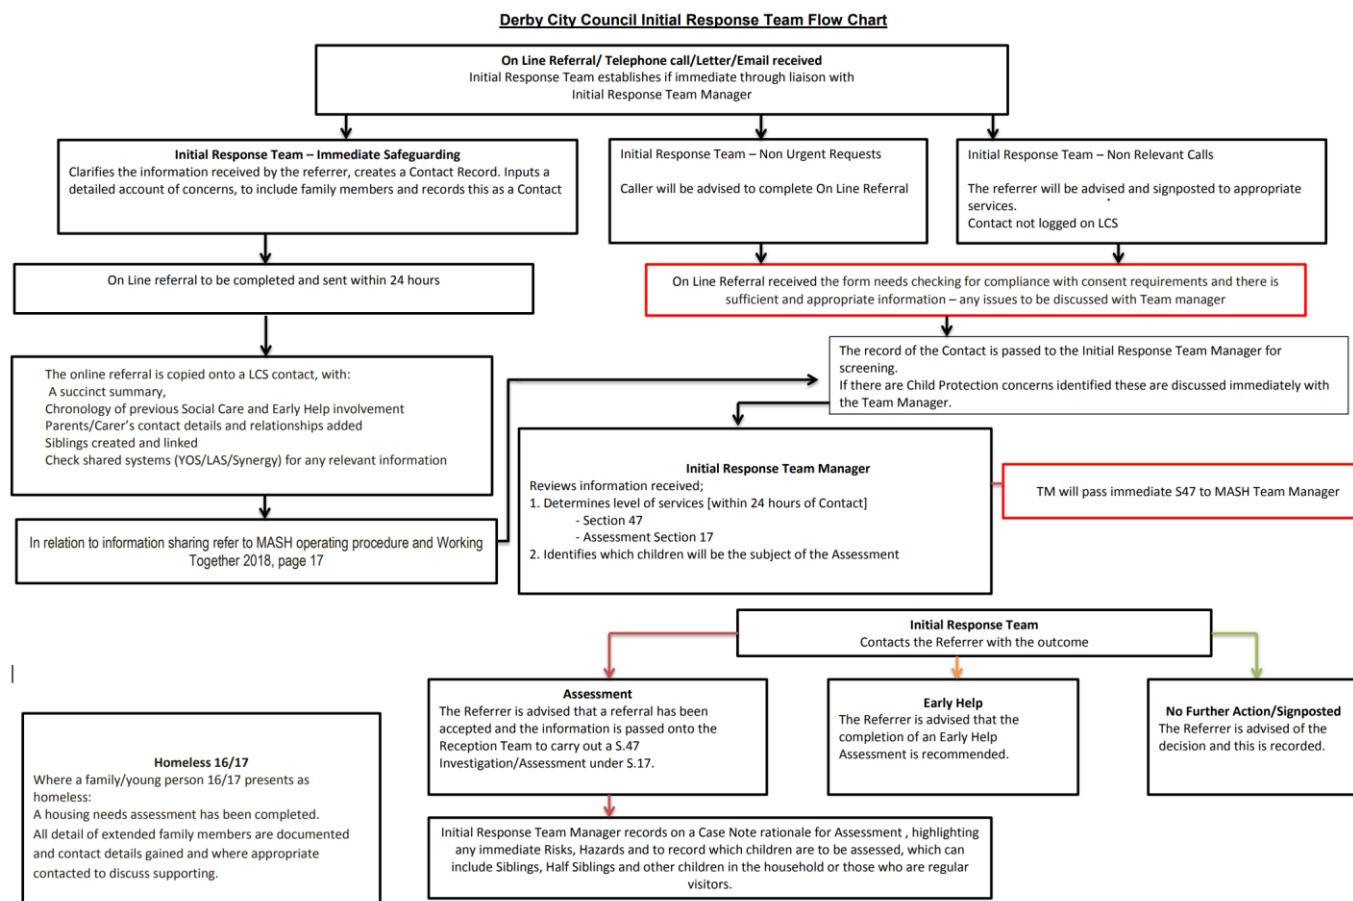 Derby City Council Initial Response Team Flow Chart
On Line Referral/ Telephone call/Letter/Email received
Initial Response Team establishes if immediate through liaison with
Initial Response Team Manager
Initial Response Team – Immediate Safeguarding
Clarifies the information received by the referrer, creates a Contact Record. Inputs a
detailed account of concerns, to include family members and records this as a Contact
Initial Response Team – Non Urgent Requests
Caller will be advised to complete On Line Referral
Initial Response Team – Non Relevant Calls
The referrer will be advised and signposted to appropriate
services.
Contact not logged on LCS
On Line referral to be completed and sent within 24 hours
On Line Referral received the form needs checking for compliance with consent requirements and there is
sufficient and appropriate information – any issues to be discussed with Team manager
The online referral is copied onto a LCS contact, with:
A succinct summary,
Chronology of previous Social Care and Early Help involvement
Parents/Carer's contact details and relationships added
Siblings created and linked
Check shared systems (YOS/LAS/Synergy) for any relevant information
The record of the Contact is passed to the Initial Response Team Manager for
screening.
If there are Child Protection concerns identified these are discussed immediately with
the Team Manager.
Initial Response Team Manager
Reviews information received;
1. Determines level of services [within 24 hours of Contact]
- Section 47
- Assessment Section 17
2. Identifies which children will be the subject of the Assessment
TM will pass immediate S47 to MASH Team Manager
In relation to information sharing refer to MASH operating procedure and Working
Together 2018, page 17
Initial Response Team
Contacts the Referrer with the outcome
Assessment
The Referrer is advised that a referral has been
accepted and the information is passed onto the
Reception Team to carry out a S.47
Investigation/Assessment under S.17.
Early Help
The Referrer is advised that the
completion of an Early Help
Assessment is recommended.
No Further Action/Signposted
The Referrer is advised of the
decision and this is recorded.
Homeless 16/17
Where a family/young person 16/17 presents as
homeless:
A housing needs assessment has been completed.
All detail of extended family members are documented
and contact details gained and where appropriate
contacted to discuss supporting.
Initial Response Team Manager records on a Case Note rationale for Assessment , highlighting
any immediate Risks, Hazards and to record which children are to be assessed, which can
include Siblings, Half Siblings and other children in the household or those who are regular
visitors.